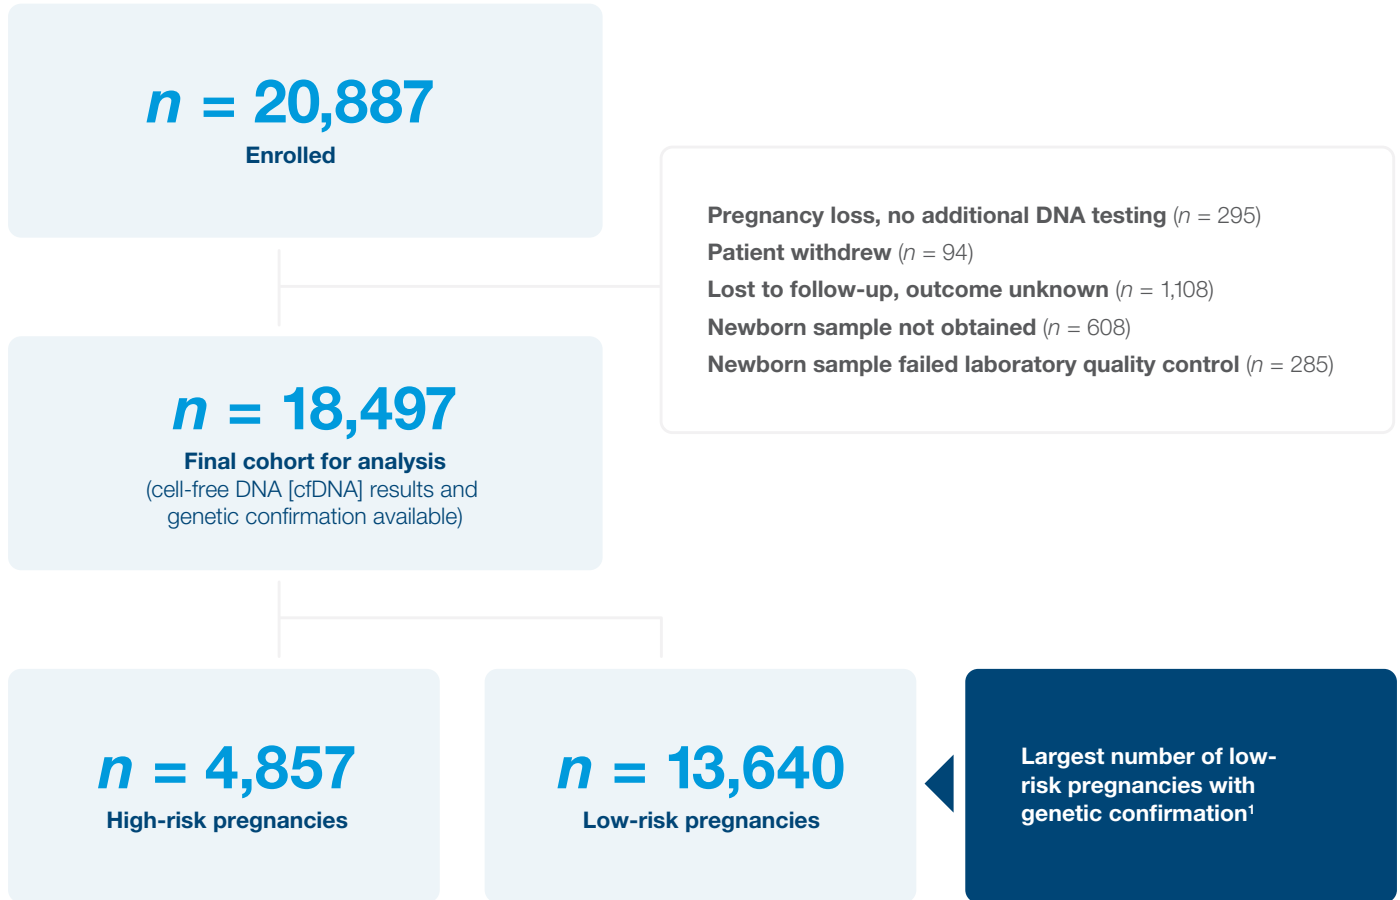 n = 20,887
Enrolled
Pregnancy loss, no additional DNA testing (n = 295)
Patient withdrew (n = 94)
Lost to follow-up, outcome unknown (n = 1,108)
Newborn sample not obtained (n = 608)
Newborn sample failed laboratory quality control (n = 285)
n = 18,497
Final cohort for analysis
(cell-free DNA [cfDNA] results and
genetic confirmation available)
n = 4,857
High-risk pregnancies
n = 13,640
Low-risk pregnancies
Largest number of low-
risk pregnancies with
genetic confirmation¹